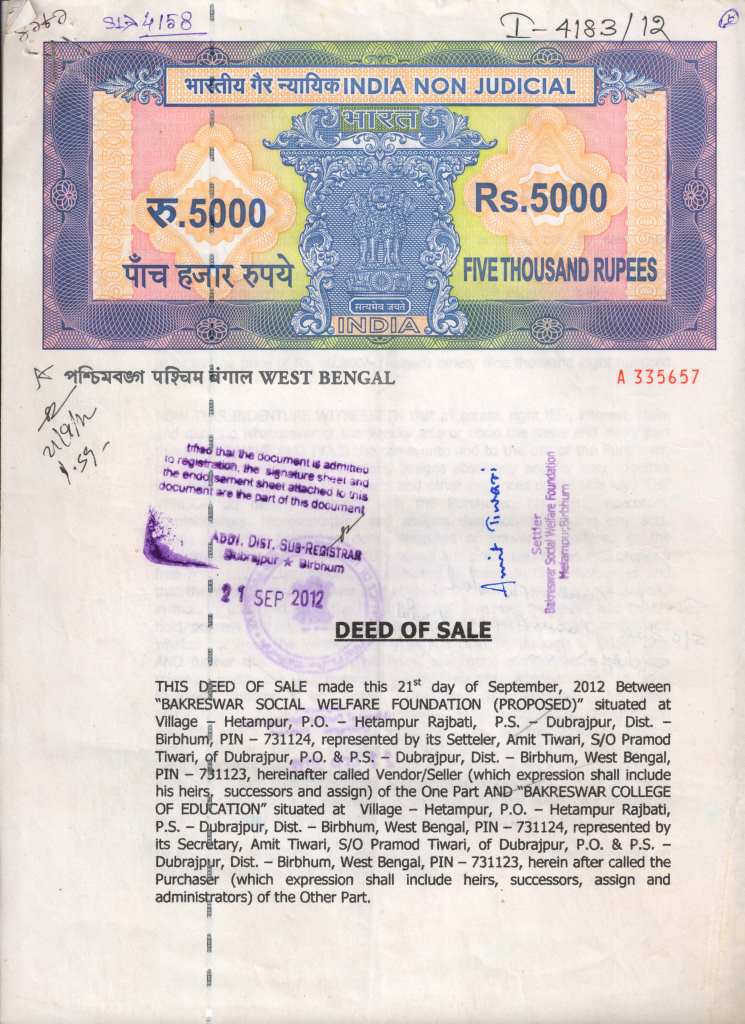 4158
I-4183/12
भारतीय गैर न्यायिक INDIA NON JUDICIAL
भारत
रु.5000
Rs.5000
पाँच हजार रुपये
FIVE THOUSAND RUPEES
सत्यमेव जयते
INDIA
পশ্চিমবঙ্গ पश्चिम बंगाल WEST BENGAL
A 335657
21/9/12
1.59
tified that the document is admitted
to registration, the signature sheet and
the endorsement sheet attached to this
document are the part of this document
ADDL. DIST. SUB-REGISTRAR
Dubrajpur ★ Birbhum
21 SEP 2012
Amit Tiwari
Settler
Bakreswar Social Welfare Foundation
Hetampur, Birbhum
DEED OF SALE
THIS DEED OF SALE made this 21st day of September, 2012 Between
“BAKRESWAR SOCIAL WELFARE FOUNDATION (PROPOSED)” situated at
Village – Hetampur, P.O. – Hetampur Rajbati, P.S. – Dubrajpur, Dist. –
Birbhum, PIN – 731124, represented by its Setteler, Amit Tiwari, S/O Pramod
Tiwari, of Dubrajpur, P.O. & P.S. – Dubrajpur, Dist. – Birbhum, West Bengal,
PIN – 731123, hereinafter called Vendor/Seller (which expression shall include
his heirs, successors and assign) of the One Part AND “BAKRESWAR COLLEGE
OF EDUCATION” situated at Village – Hetampur, P.O. – Hetampur Rajbati,
P.S. – Dubrajpur, Dist. – Birbhum, West Bengal, PIN – 731124, represented by
its Secretary, Amit Tiwari, S/O Pramod Tiwari, of Dubrajpur, P.O. & P.S. –
Dubrajpur, Dist. – Birbhum, West Bengal, PIN – 731123, herein after called the
Purchaser (which expression shall include heirs, successors, assign and
administrators) of the Other Part.